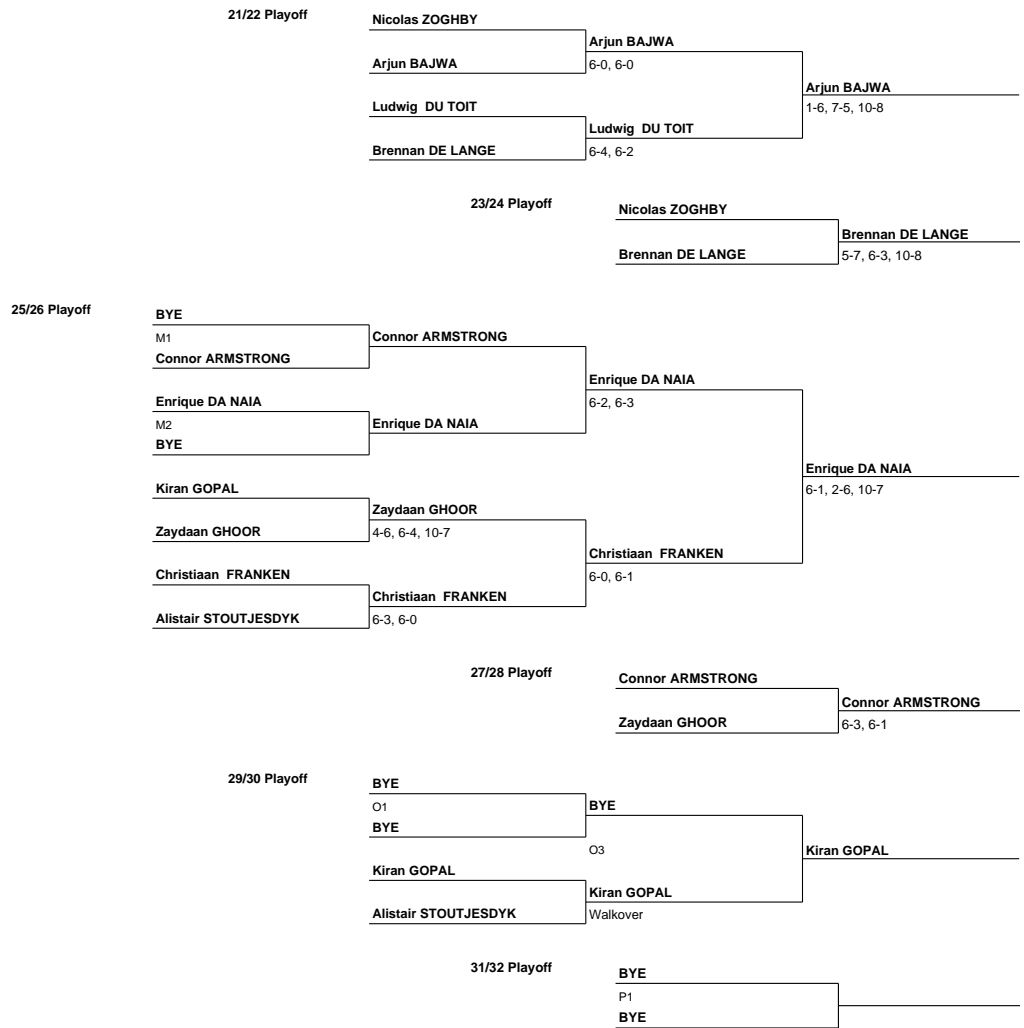 21/22 Playoff
Nicolas ZOGHBY
Arjun BAJWA
Arjun BAJWA
6-0, 6-0
Arjun BAJWA
1-6, 7-5, 10-8
Ludwig DU TOIT
Ludwig DU TOIT
Brennan DE LANGE
6-4, 6-2
23/24 Playoff
Nicolas ZOGHBY
Brennan DE LANGE
Brennan DE LANGE
5-7, 6-3, 10-8
25/26 Playoff
BYE
M1
Connor ARMSTRONG
Connor ARMSTRONG
Enrique DA NAIA
6-2, 6-3
Enrique DA NAIA
M2
Enrique DA NAIA
BYE
Enrique DA NAIA
6-1, 2-6, 10-7
Kiran GOPAL
Zaydaan GHOOR
Zaydaan GHOOR
4-6, 6-4, 10-7
Christiaan FRANKEN
6-0, 6-1
Christiaan FRANKEN
Christiaan FRANKEN
Alistair STOUTJESDYK
6-3, 6-0
27/28 Playoff
Connor ARMSTRONG
Connor ARMSTRONG
Zaydaan GHOOR
6-3, 6-1
29/30 Playoff
BYE
O1
BYE
BYE
O3
Kiran GOPAL
Kiran GOPAL
Kiran GOPAL
Alistair STOUTJESDYK
Walkover
31/32 Playoff
BYE
P1
BYE